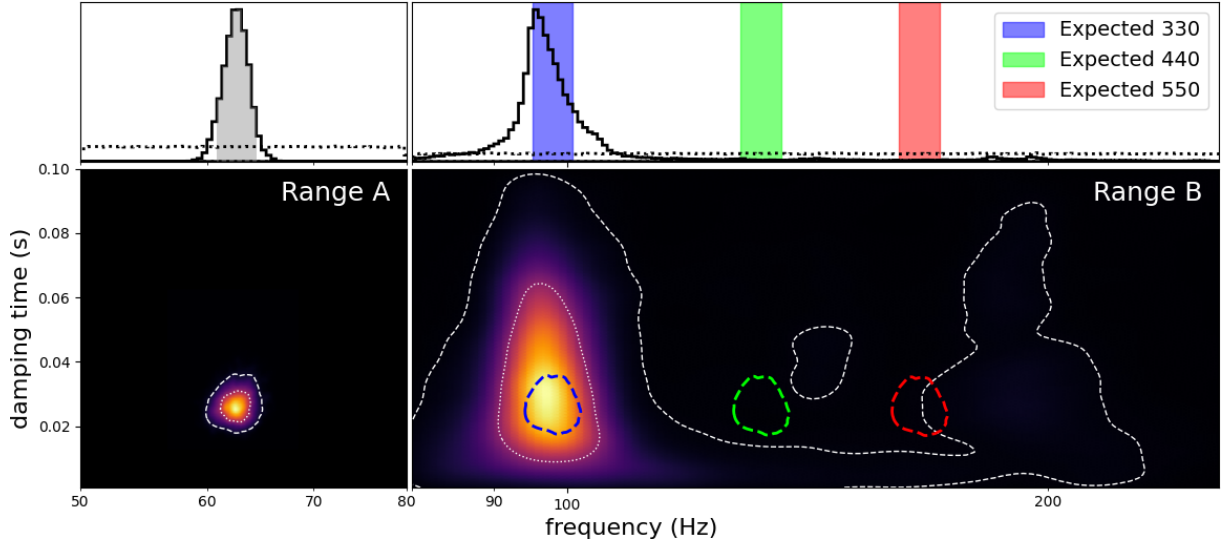 Expected 330
Expected 440
Expected 550
Range A
Range B
damping time (s)
0.10
0.08
0.06
0.04
0.02
50
60
70
80
90
100
200
frequency (Hz)